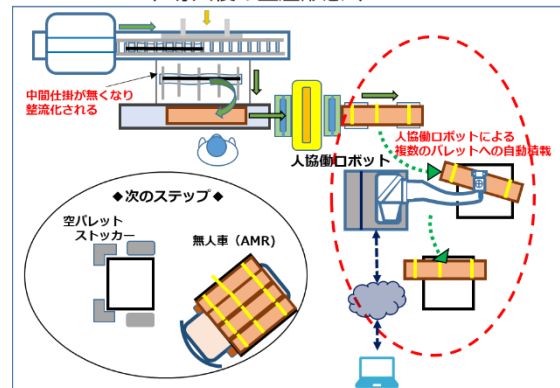 中間仕掛が無くなり
整流化される
人協働ロボットによる
複数のパレットへの自動積載
人協働ロボット
◆次のステップ◆
空パレット
ストッカー
無人車（AMR)